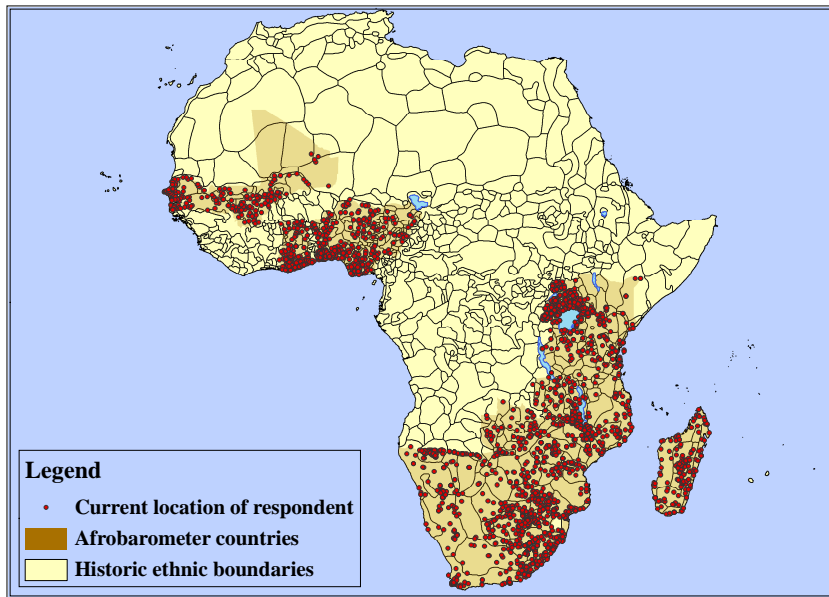 Legend
Current location of respondent
Afrobarometer countries
Historic ethnic boundaries